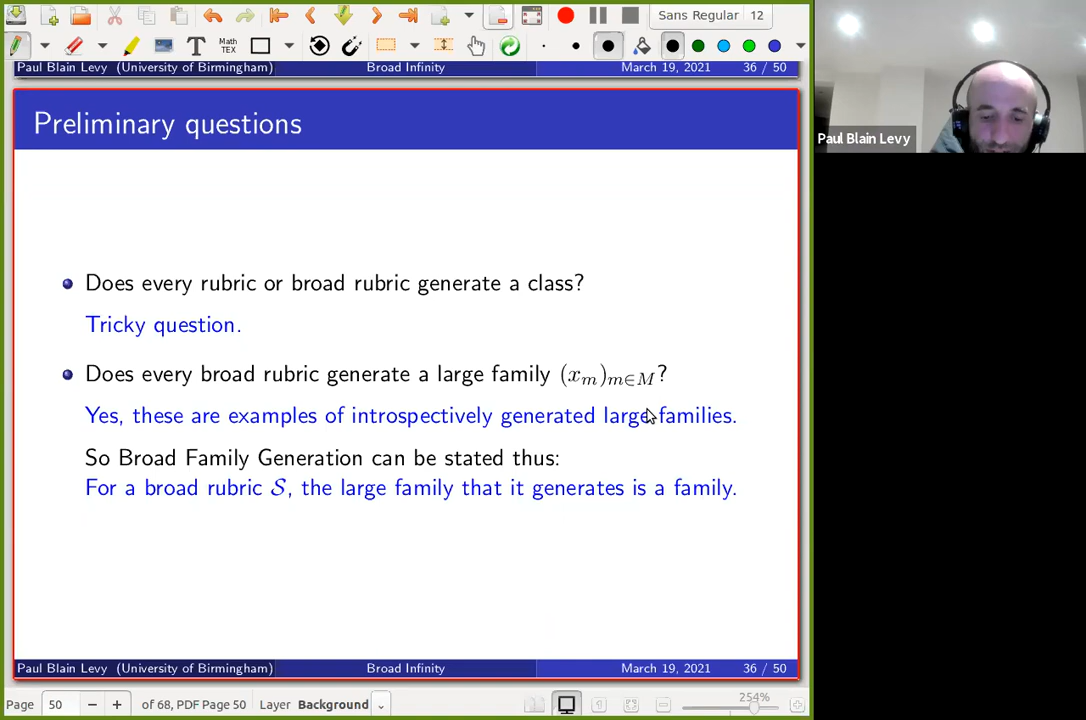 Sans Regular 12
T Math TEX
Paul Blain Levy (University of Birmingham) Broad Infinity March 19, 2021 36 / 50
Preliminary questions
Paul Blain Levy
Does every rubric or broad rubric generate a class?
Tricky question.
Does every broad rubric generate a large family (xₘ)ₘ∈M?
Yes, these are examples of introspectively generated large families.
So Broad Family Generation can be stated thus:
For a broad rubric 𝒮, the large family that it generates is a family.
Paul Blain Levy (University of Birmingham) Broad Infinity March 19, 2021 36 / 50
Page 50 of 68, PDF Page 50 Layer Background 254%